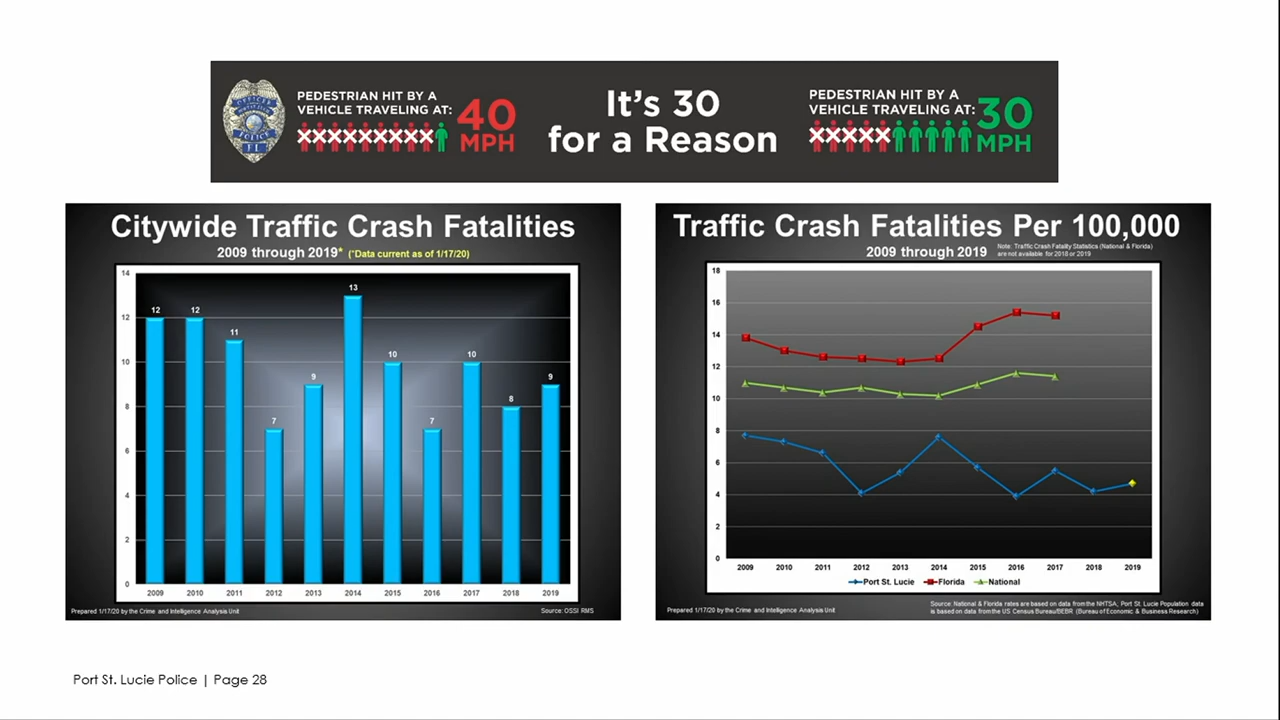 PEDESTRIAN HIT BY A
VEHICLE TRAVELING AT:
40
MPH
It's 30
for a Reason
PEDESTRIAN HIT BY A
VEHICLE TRAVELING AT:
30
MPH
OFFICER
POLICE
Citywide Traffic Crash Fatalities
2009 through 2019* (*Data current as of 1/17/20)
14
12
10
8
6
4
2
0
12
12
11
7
9
13
10
7
10
8
9
2009 2010 2011 2012 2013 2014 2015 2016 2017 2018 2019
Prepared 1/17/20 by the Crime and Intelligence Analysis Unit
Source: OSSI RMS
Traffic Crash Fatalities Per 100,000
2009 through 2019
Note: Traffic Crash Fatality Statistics (National & Florida)
are not available for 2018 or 2019
18
16
14
12
10
8
6
4
2
0
2009 2010 2011 2012 2013 2014 2015 2016 2017 2018 2019
Port St. Lucie Florida National
Prepared 1/17/20 by the Crime and Intelligence Analysis Unit
Source: National & Florida rates are based on data from the NHTSA; Port St. Lucie Population data
is based on data from the US Census Bureau/BEBR (Bureau of Economic & Business Research)
Port St. Lucie Police | Page 28